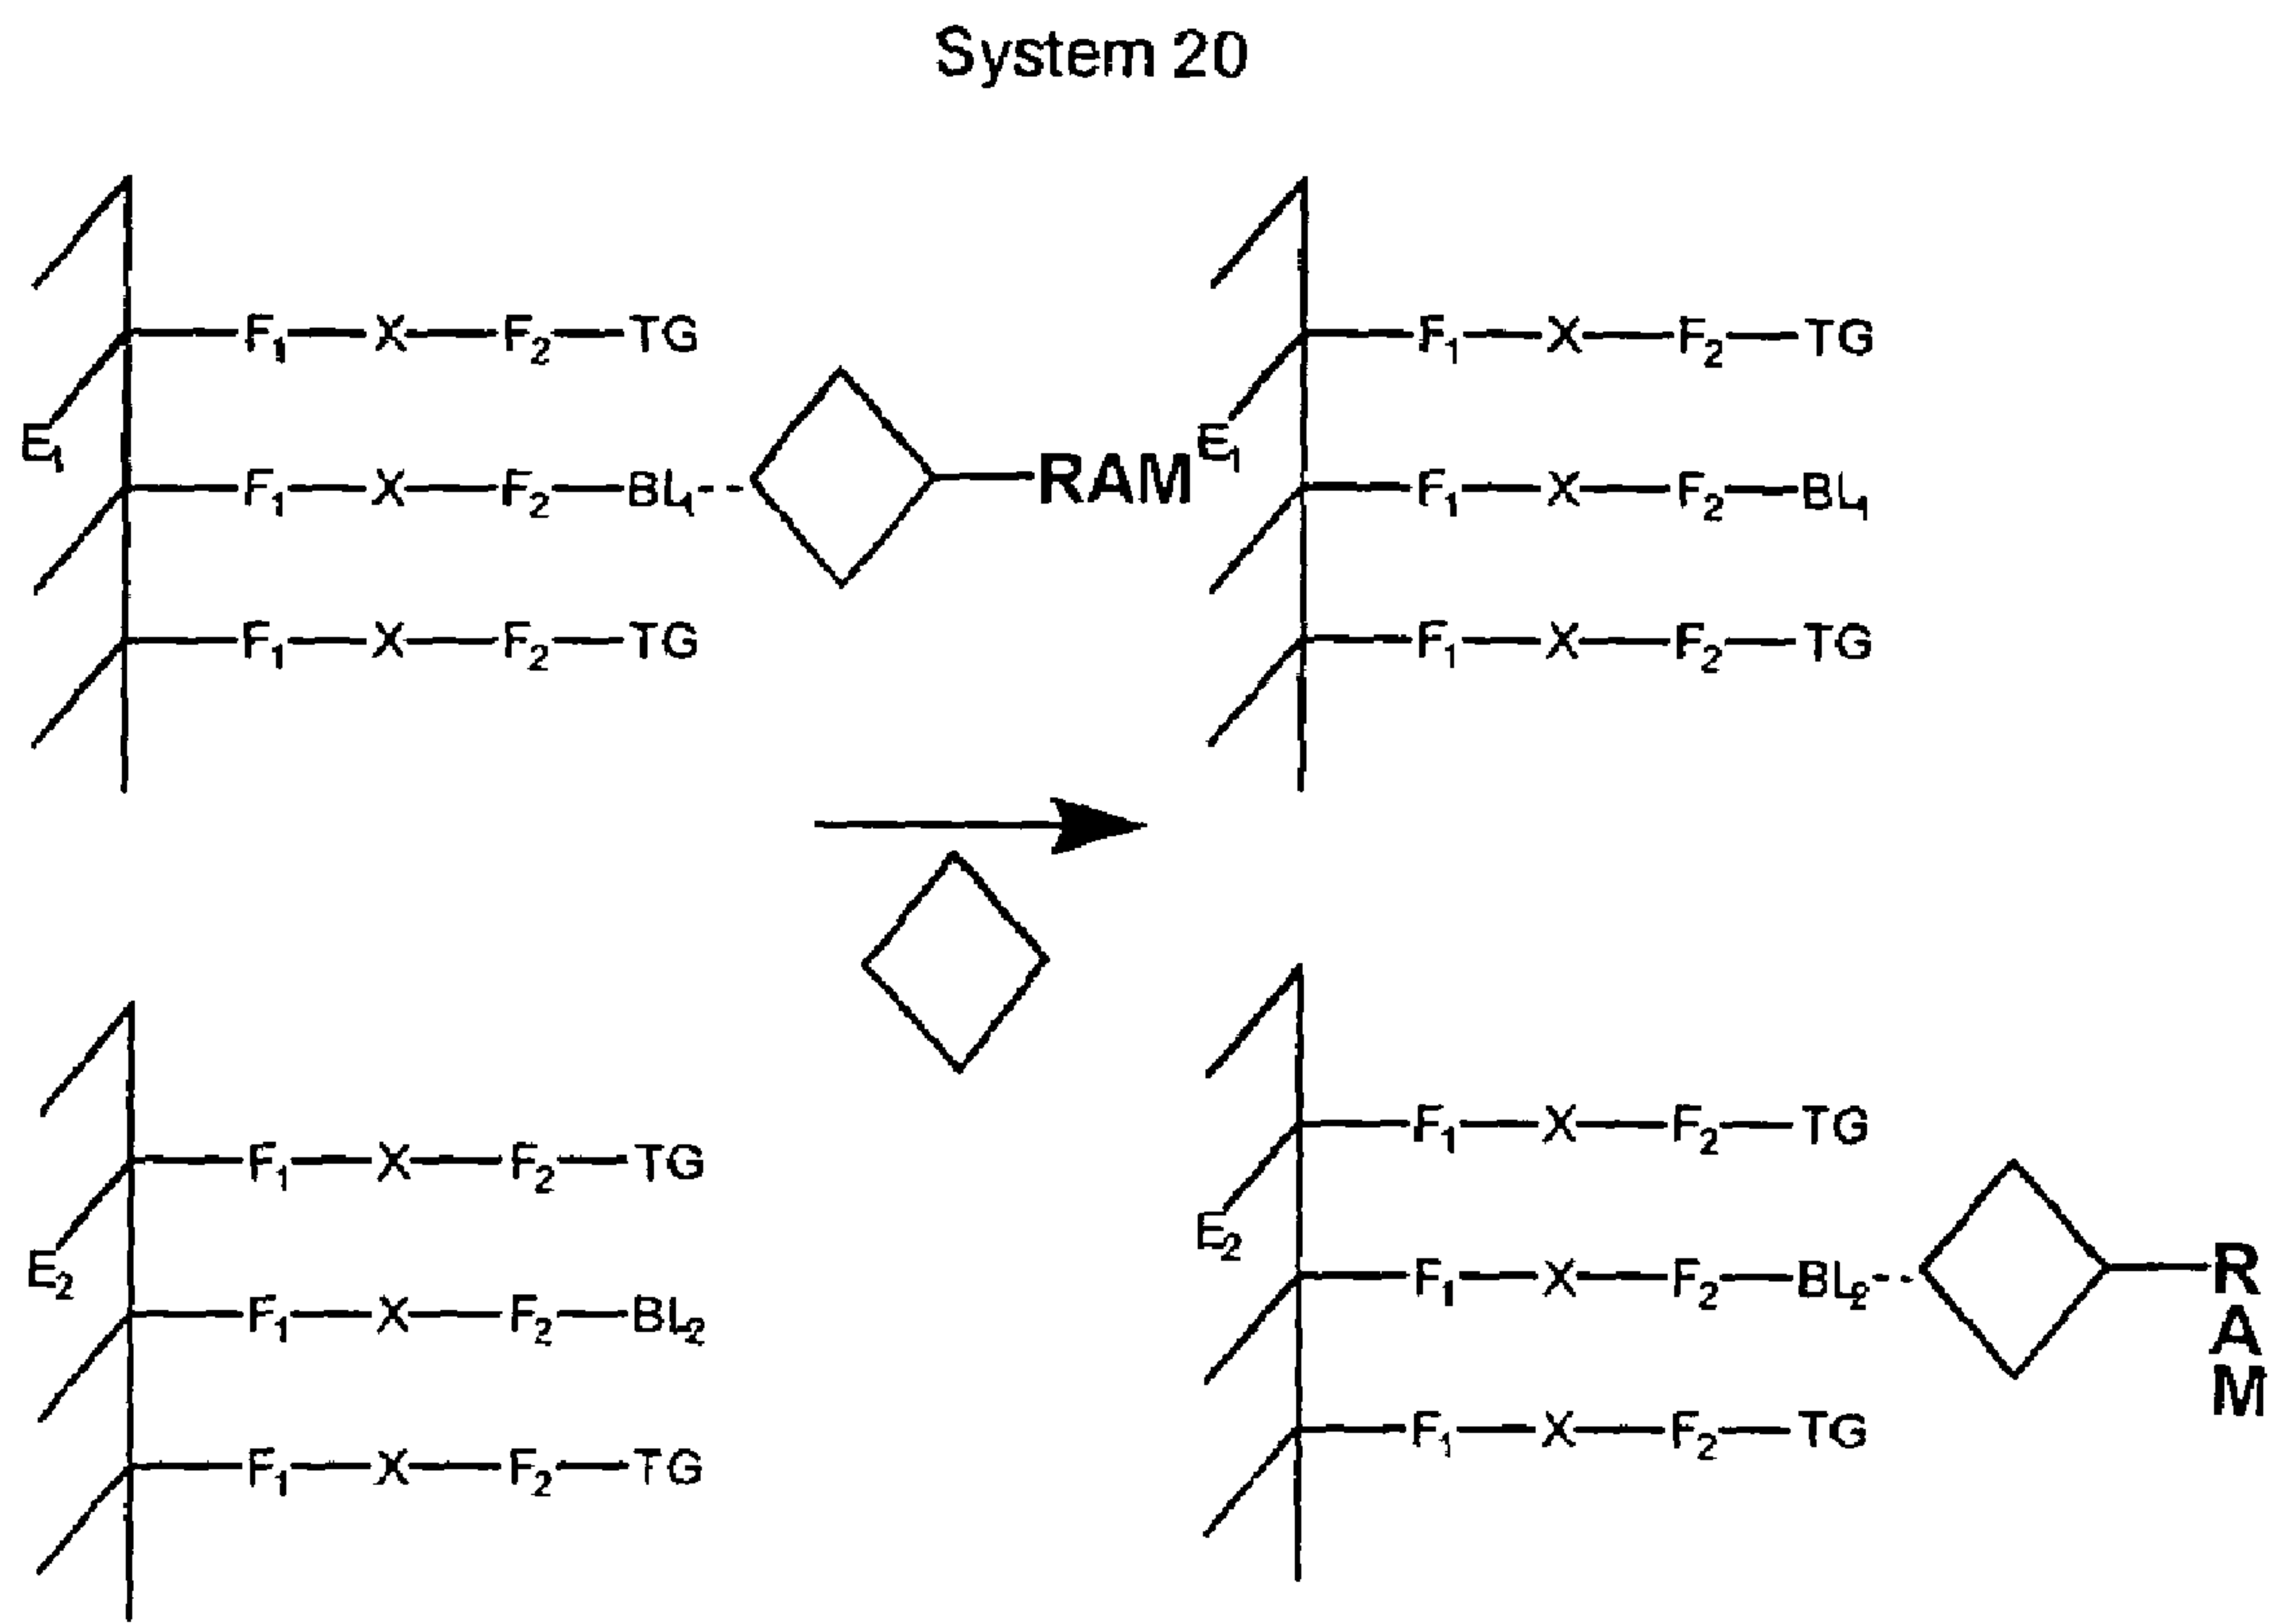 System 20
F₁—X—F₂—TG
E₁
F₁—X—F₂—BL₁--RAM
F₁—X—F₂—TG
F₁—X—F₂—TG
E₁
F₁—X—F₂—BL₁
F₁—X—F₂—TG
F₁—X—F₂—TG
E₂
F₁—X—F₂—BL₂
F₁—X—F₂—TG
F₁—X—F₂—TG
E₂
F₁—X—F₂—BL₂--R
A
M
F₁—X—F₂—TG